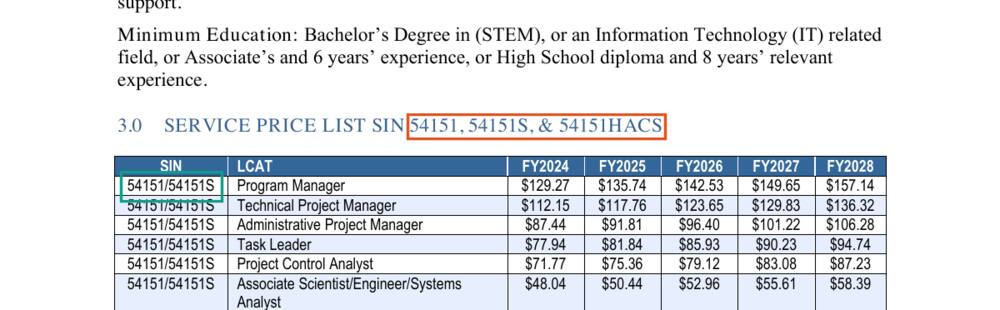 support.
Minimum Education: Bachelor’s Degree in (STEM), or an Information Technology (IT) related
field, or Associate’s and 6 years’ experience, or High School diploma and 8 years’ relevant
experience.
3.0 SERVICE PRICE LIST SIN 54151, 54151S, & 54151HACS
SIN LCAT FY2024 FY2025 FY2026 FY2027 FY2028
54151/54151S Program Manager $129.27 $135.74 $142.53 $149.65 $157.14
54151/54151S Technical Project Manager $112.15 $117.76 $123.65 $129.83 $136.32
54151/54151S Administrative Project Manager $87.44 $91.81 $96.40 $101.22 $106.28
54151/54151S Task Leader $77.94 $81.84 $85.93 $90.23 $94.74
54151/54151S Project Control Analyst $71.77 $75.36 $79.12 $83.08 $87.23
54151/54151S Associate Scientist/Engineer/Systems $48.04 $50.44 $52.96 $55.61 $58.39
Analyst